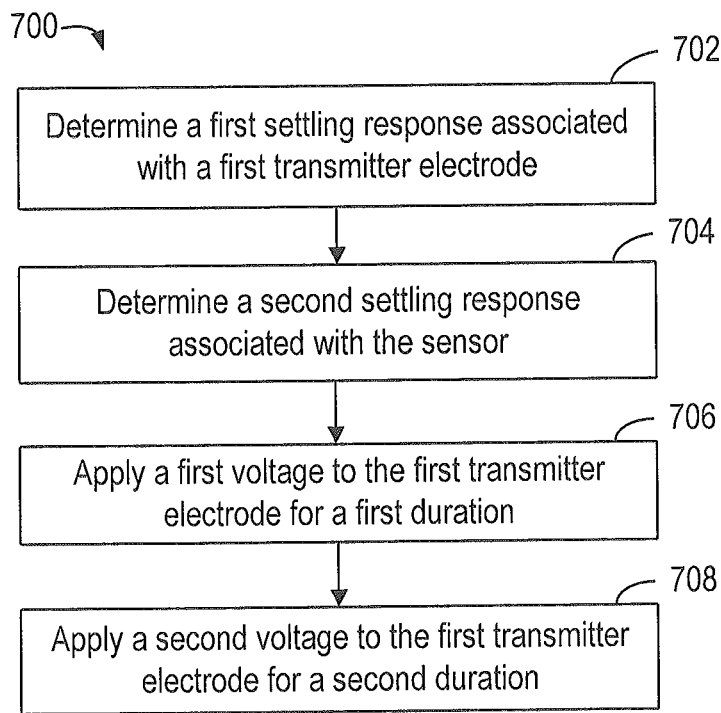 700
702
Determine a first settling response associated
with a first transmitter electrode
704
Determine a second settling response
associated with the sensor
706
Apply a first voltage to the first transmitter
electrode for a first duration
708
Apply a second voltage to the first transmitter
electrode for a second duration